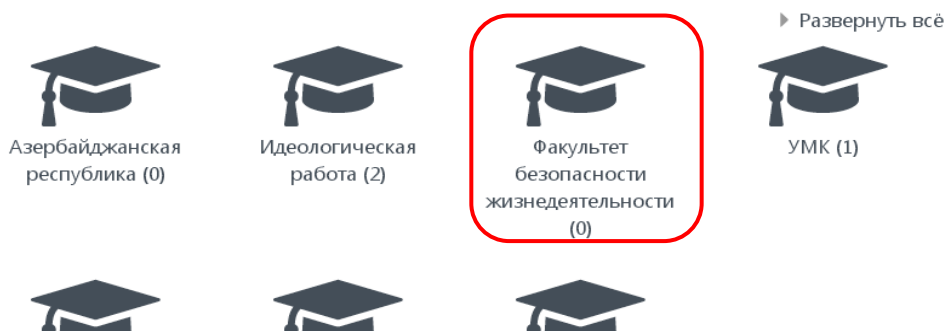 Развернуть всё
Азербайджанская
республика (0)
Идеологическая
работа (2)
Факультет
безопасности
жизнедеятельности
(0)
УМК (1)